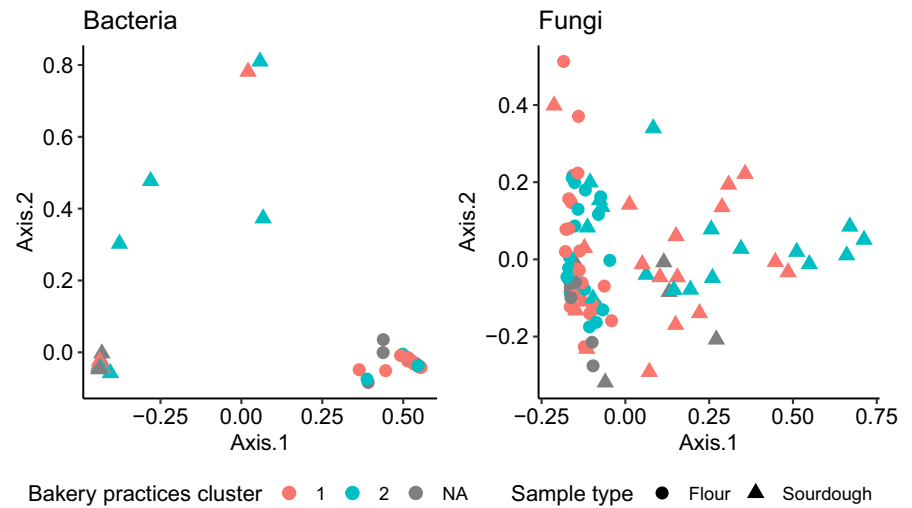 Bacteria
Fungi
0.8
0.6
0.4
0.2
0.0
Axis.2
−0.25
0.00
0.25
0.50
Axis.1
0.4
0.2
0.0
−0.2
Axis.2
−0.25
0.00
0.25
0.50
0.75
Axis.1
Bakery practices cluster 1 2 NA Sample type Flour Sourdough